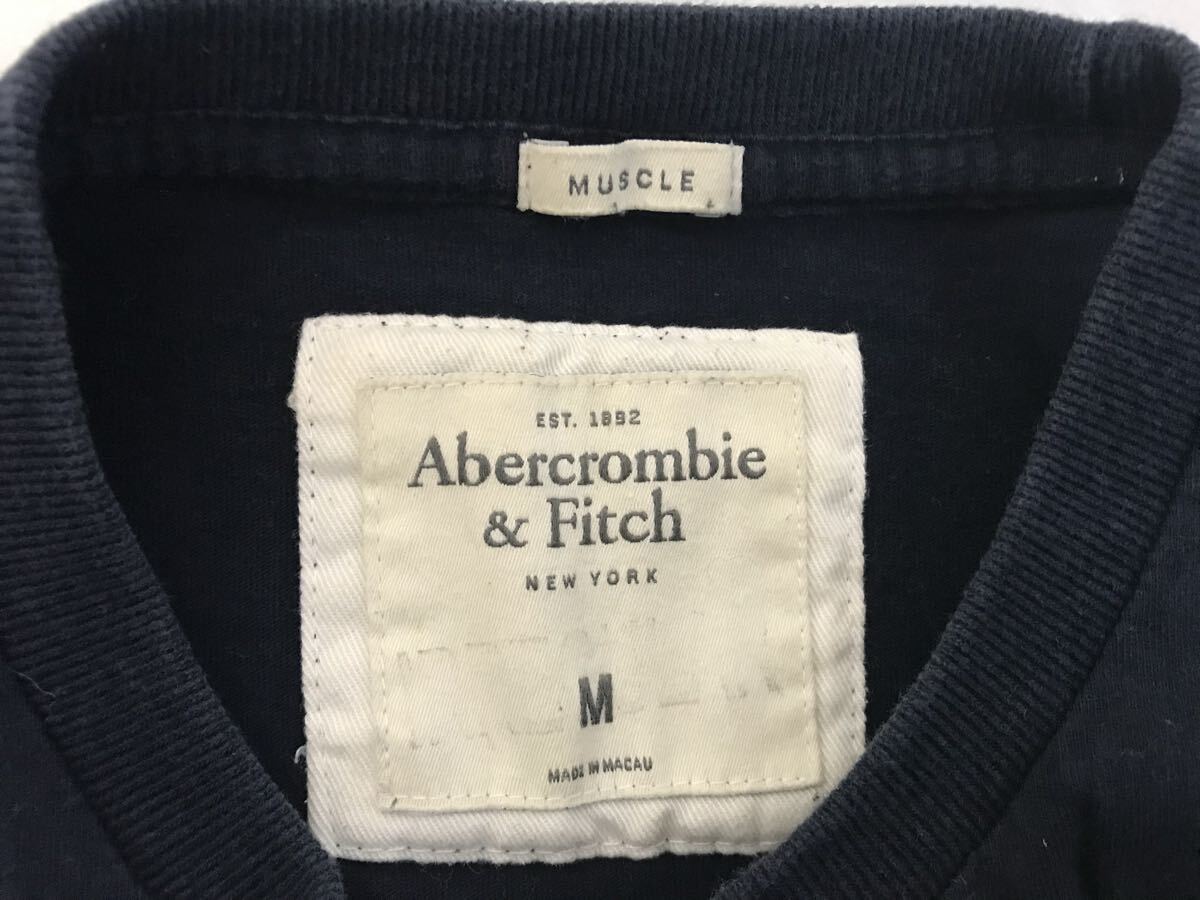 MUSCLE
EST. 1892
Abercrombie
& Fitch
NEW YORK
M
MADE IN MACAU